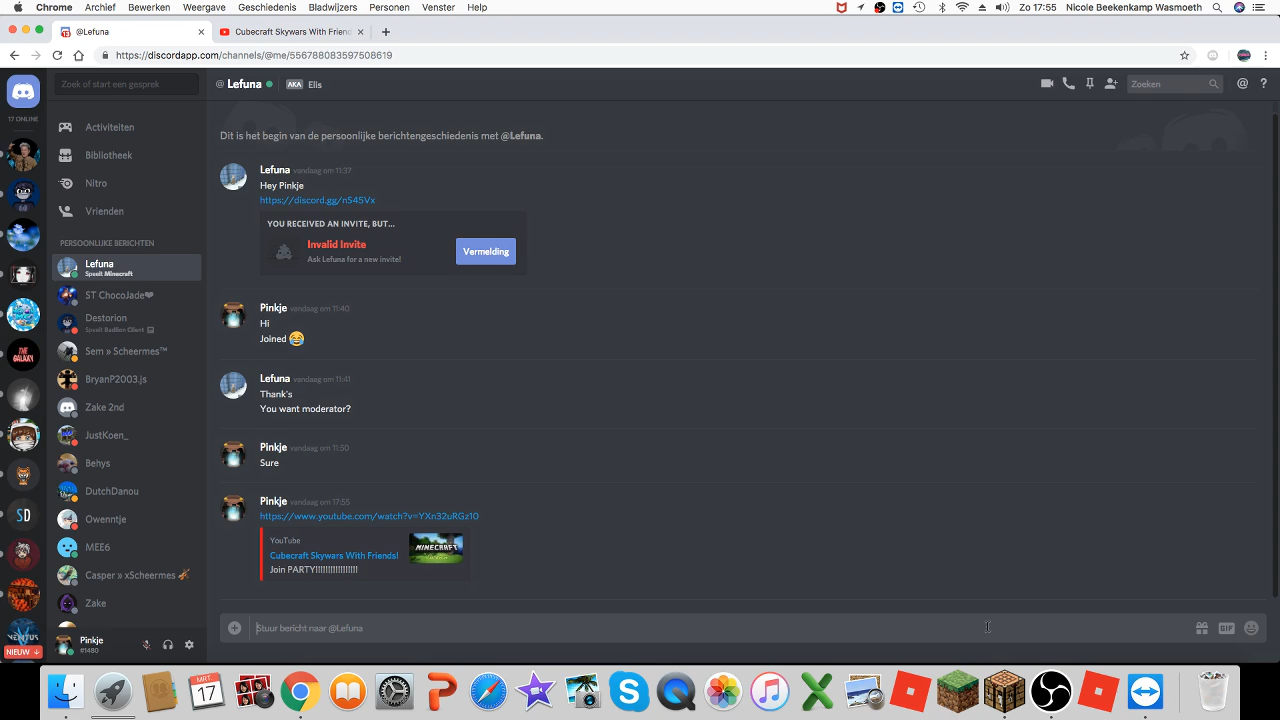 Chrome Archief Bewerken Weergave Geschiedenis Bladwijzers Personen Venster Help
Zo 17:55 Nicole Beekenkamp Wasmoeth
@Lefuna
Cubecraft Skywars With Friend
https://discordapp.com/channels/@me/556788083597508619
17 ONLINE
Zoek of start een gesprek
Activiteiten
Bibliotheek
Nitro
Vrienden
PERSOONLIJKE BERICHTEN
Lefuna
Speelt Minecraft
ST ChocoJade❤
Destorion
Speelt Badlion Client
Sem » Scheermes™
BryanP2003.js
Zake 2nd
JustKoen_
Behys
DutchDanou
Owenntje
MEE6
Casper » xScheermes
Zake
THE GALAXY
SD
NIEUW ↓
Pinkje
#1480
@ Lefuna AKA Elis
Zoeken
Dit is het begin van de persoonlijke berichtengeschiedenis met @Lefuna.
Lefuna vandaag om 11:37
Hey Pinkje
https://discord.gg/nS45Vx
YOU RECEIVED AN INVITE, BUT...
Invalid Invite
Ask Lefuna for a new invite!
Vermelding
Pinkje vandaag om 11:40
Hi
Joined 😂
Lefuna vandaag om 11:41
Thank's
You want moderator?
Pinkje vandaag om 11:50
Sure
Pinkje vandaag om 17:55
https://www.youtube.com/watch?v=YXn32uRGz10
YouTube
Cubecraft Skywars With Friends!
Join PARTY!!!!!!!!!!!!!!!!!
MINECRAFT
Stuur bericht naar @Lefuna
GIF
MRT
17